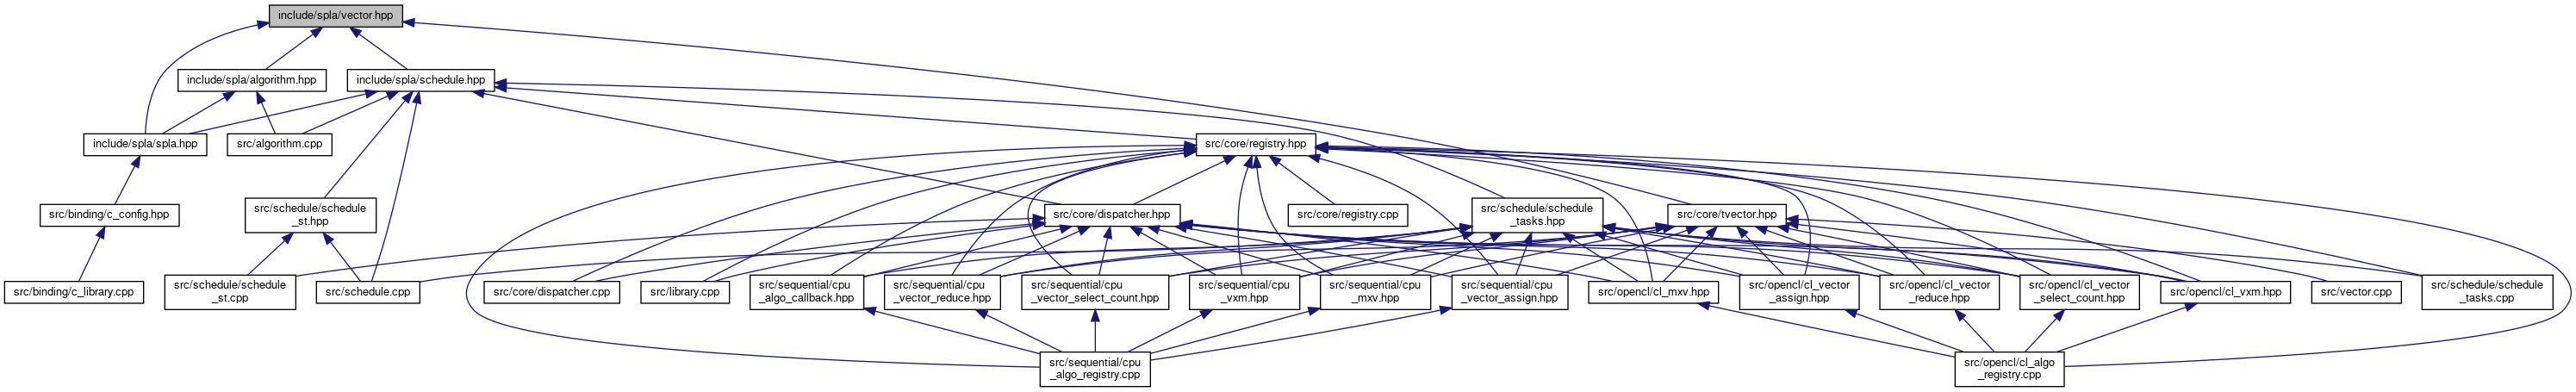 include/spla/vector.hpp
include/spla/algorithm.hpp
include/spla/schedule.hpp
include/spla/spla.hpp
src/algorithm.cpp
src/core/registry.hpp
src/binding/c_config.hpp
src/schedule/schedule
_st.hpp
src/core/dispatcher.hpp
src/core/registry.cpp
src/schedule/schedule
_tasks.hpp
src/core/tvector.hpp
src/binding/c_library.cpp
src/schedule/schedule
_st.cpp
src/schedule.cpp
src/core/dispatcher.cpp
src/library.cpp
src/sequential/cpu
_algo_callback.hpp
src/sequential/cpu
_vector_reduce.hpp
src/sequential/cpu
_vector_select_count.hpp
src/sequential/cpu
_vxm.hpp
src/sequential/cpu
_mxv.hpp
src/sequential/cpu
_vector_assign.hpp
src/opencl/cl_mxv.hpp
src/opencl/cl_vector
_assign.hpp
src/opencl/cl_vector
_reduce.hpp
src/opencl/cl_vector
_select_count.hpp
src/opencl/cl_vxm.hpp
src/vector.cpp
src/schedule/schedule
_tasks.cpp
src/sequential/cpu
_algo_registry.cpp
src/opencl/cl_algo
_registry.cpp